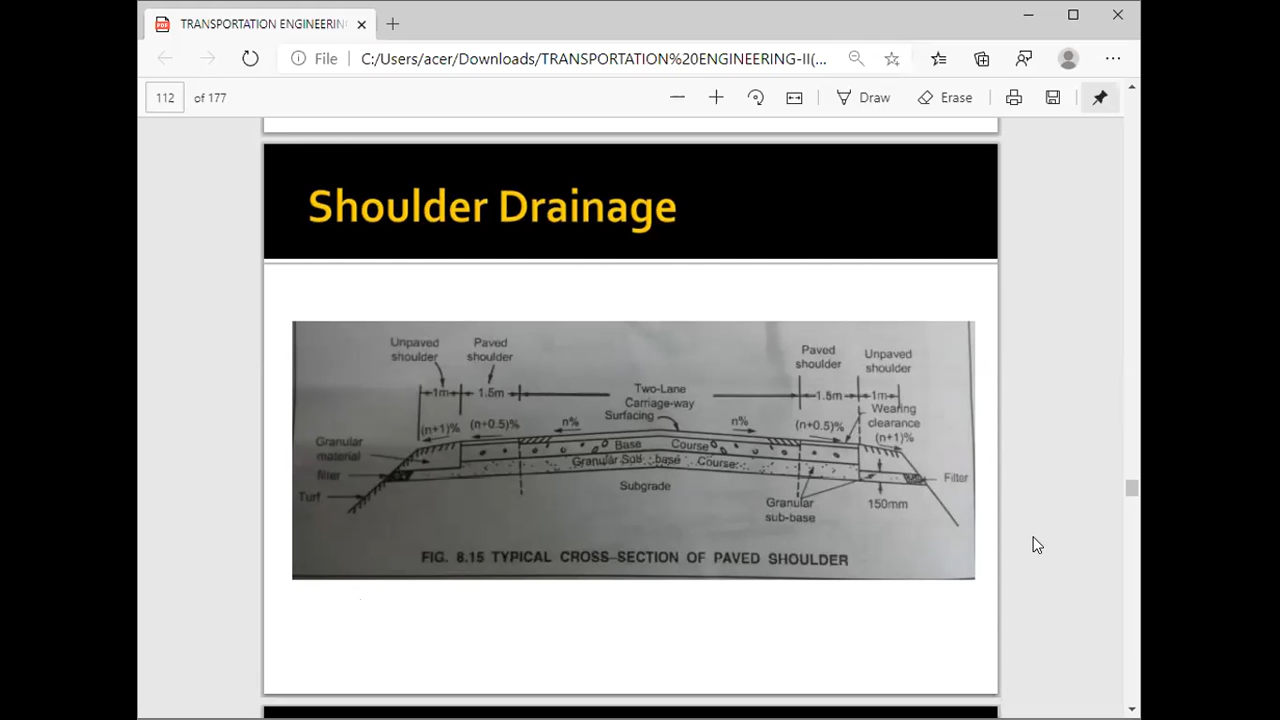 TRANSPORTATION ENGINEERIN
File
C:/Users/acer/Downloads/TRANSPORTATION%20ENGINEERING-II(...
112 of 177
Draw
Erase
Shoulder Drainage
Unpaved shoulder
Paved shoulder
Paved shoulder
Unpaved shoulder
1m
1.5m
Two-Lane Carriage-way
1.5m
1m
Surfacing
Wearing clearance
(n+1)%
(n+0.5)%
n%
n%
(n+0.5)%
(n+1)%
Granular material
Base Course
Granular Sub-base Course
filter
Filter
Turf
Subgrade
Granular sub-base
150mm
FIG. 8.15 TYPICAL CROSS-SECTION OF PAVED SHOULDER